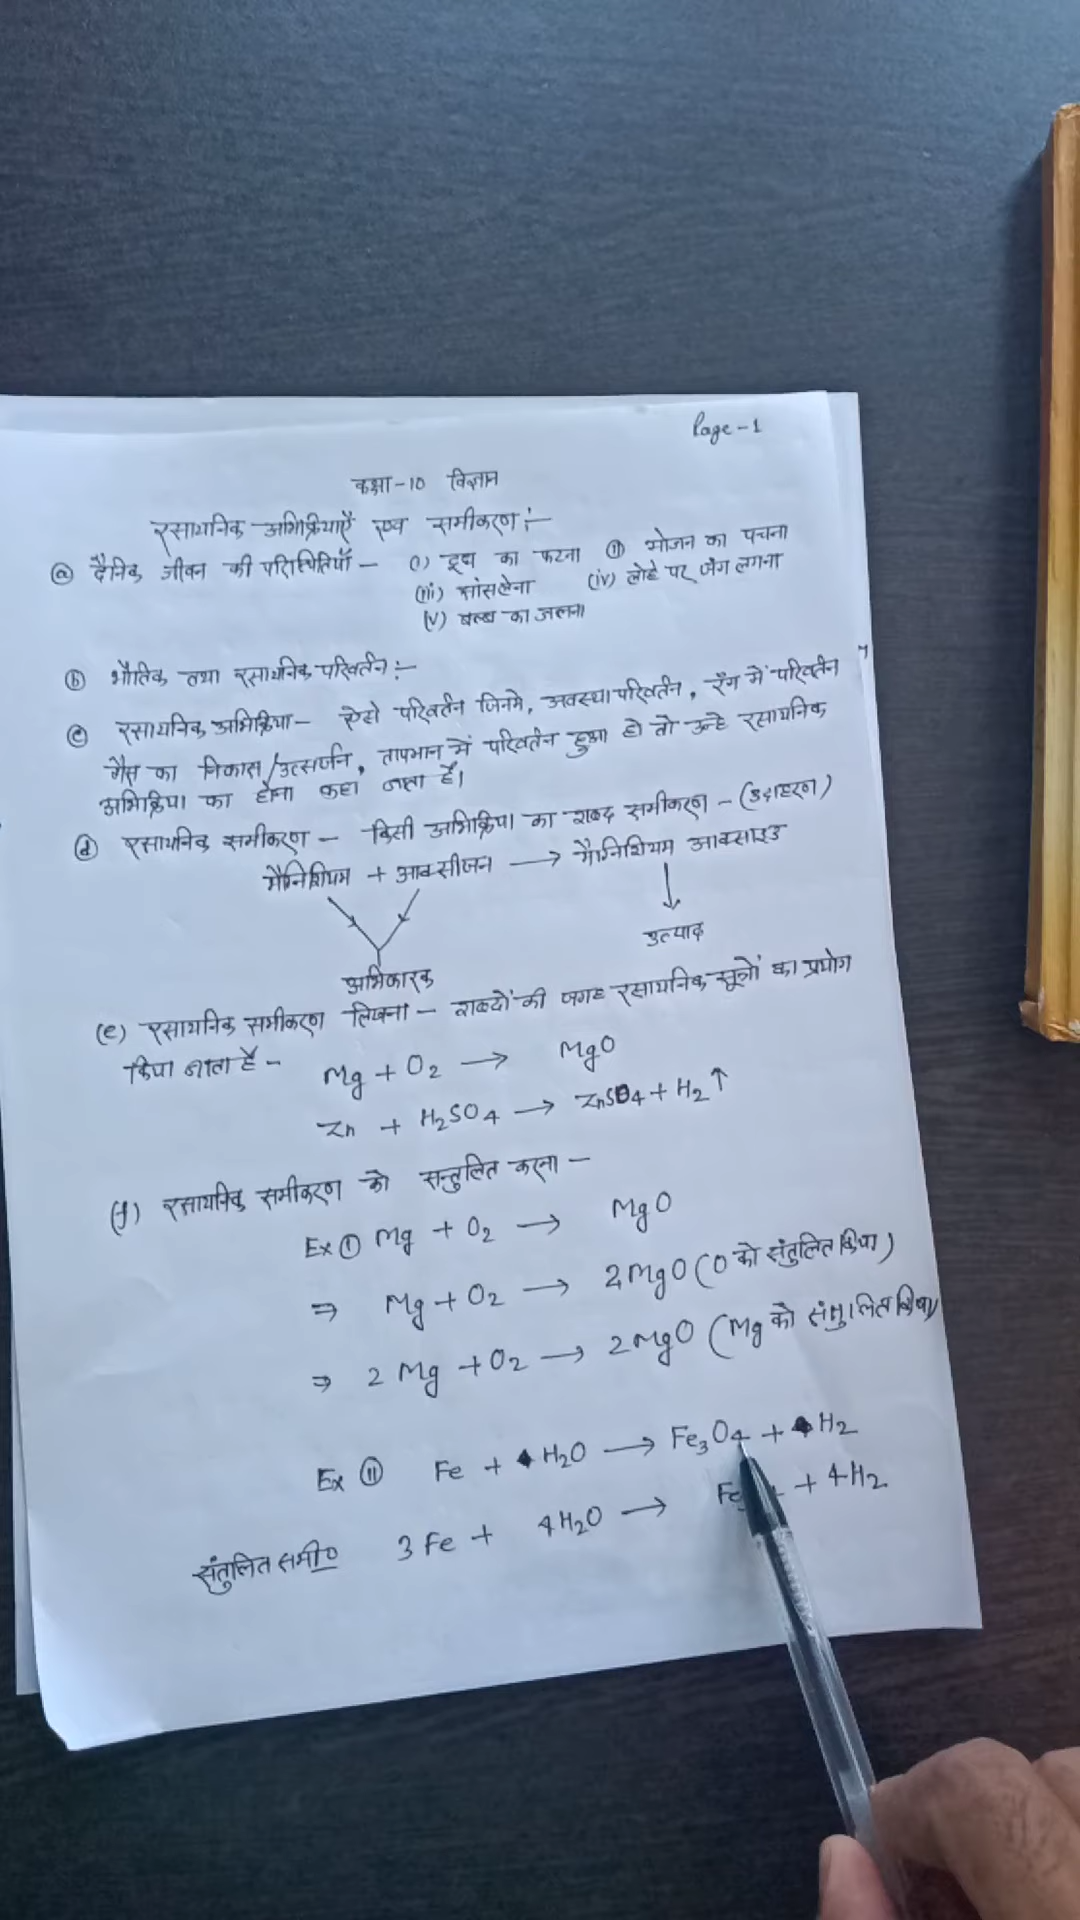 Page-1
कक्षा-10 विज्ञान
रसायनिक अभिक्रियाएँ एवं समीकरण :-
(a) दैनिक जीवन की परिस्थितियाँ - (i) दूध का फटना (ii) भोजन का पचना
(iii) सांसलेना (iv) लोहे पर जंग लगना
(v) बल्ब का जलना
(b) भौतिक तथा रसायनिक परिवर्तन :-
(c) रसायनिक अभिक्रिया - ऐसे परिवर्तन जिनमे, अवस्था परिवर्तन, रंग में परिवर्तन
गैस का निकास/उत्सर्जन, तापमान में परिवर्तन हुआ हो तो उन्हे रसायनिक
अभिक्रिया का होना कहा जाता है।
(d) रसायनिक समीकरण - किसी अभिक्रिया का शब्द समीकरण - (उदाहरण)
मैग्निशियम + आक्सीजन → मैग्निशियम आक्साइड
उत्पाद
अभिकारक
(e) रसायनिक समीकरण लिखना - शब्दों की जगह रसायनिक सूत्रों का प्रयोग
किया जाता है -
Mg + O2 → MgO
Zn + H2SO4 → ZnSO4 + H2↑
(f) रसायनिक समीकरण को सन्तुलित करना -
Ex (i) Mg + O2 → MgO
⇒ Mg + O2 → 2MgO (O को संतुलित किया)
⇒ 2Mg + O2 → 2MgO (Mg को संतुलित किया)
Ex (ii) Fe + H2O → Fe3O4 + H2
संतुलित समी० 3Fe + 4H2O → Fe + 4H2